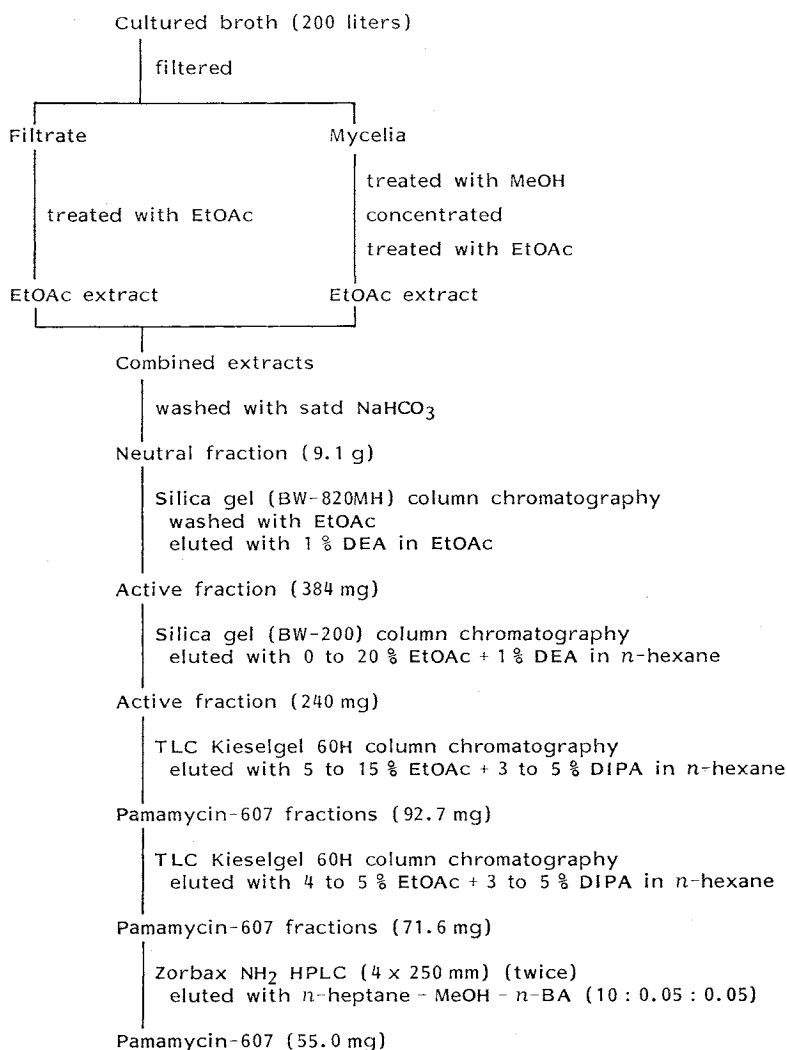 Cultured broth (200 liters)
filtered
Filtrate
Mycelia
treated with EtOAc
treated with MeOH
concentrated
treated with EtOAc
EtOAc extract
EtOAc extract
Combined extracts
washed with satd NaHCO3
Neutral fraction (9.1 g)
Silica gel (BW-820MH) column chromatography
washed with EtOAc
eluted with 1 % DEA in EtOAc
Active fraction (384 mg)
Silica gel (BW-200) column chromatography
eluted with 0 to 20 % EtOAc + 1 % DEA in n-hexane
Active fraction (240 mg)
TLC Kieselgel 60H column chromatography
eluted with 5 to 15 % EtOAc + 3 to 5 % DIPA in n-hexane
Pamamycin-607 fractions (92.7 mg)
TLC Kieselgel 60H column chromatography
eluted with 4 to 5 % EtOAc + 3 to 5 % DIPA in n-hexane
Pamamycin-607 fractions (71.6 mg)
Zorbax NH2 HPLC (4 x 250 mm) (twice)
eluted with n-heptane - MeOH - n-BA (10 : 0.05 : 0.05)
Pamamycin-607 (55.0 mg)